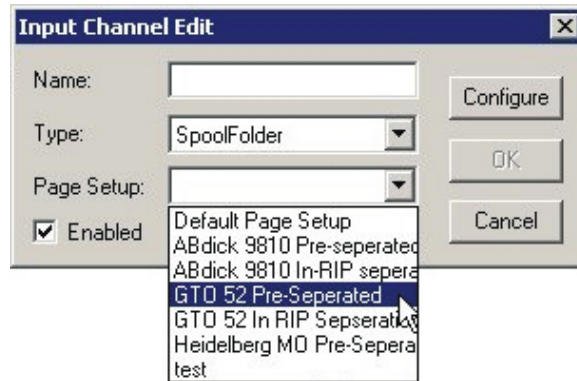 Input Channel Edit
Name:
Configure
Type:
SpoolFolder
OK
Page Setup:
Enabled
Cancel
Default Page Setup
ABdick 9810 Pre-seperated
ABdick 9810 In-RIP sepera
GTO 52 Pre-Seperated
GTO 52 In RIP Sepseratio
Heidelberg MO Pre-Sepera
test